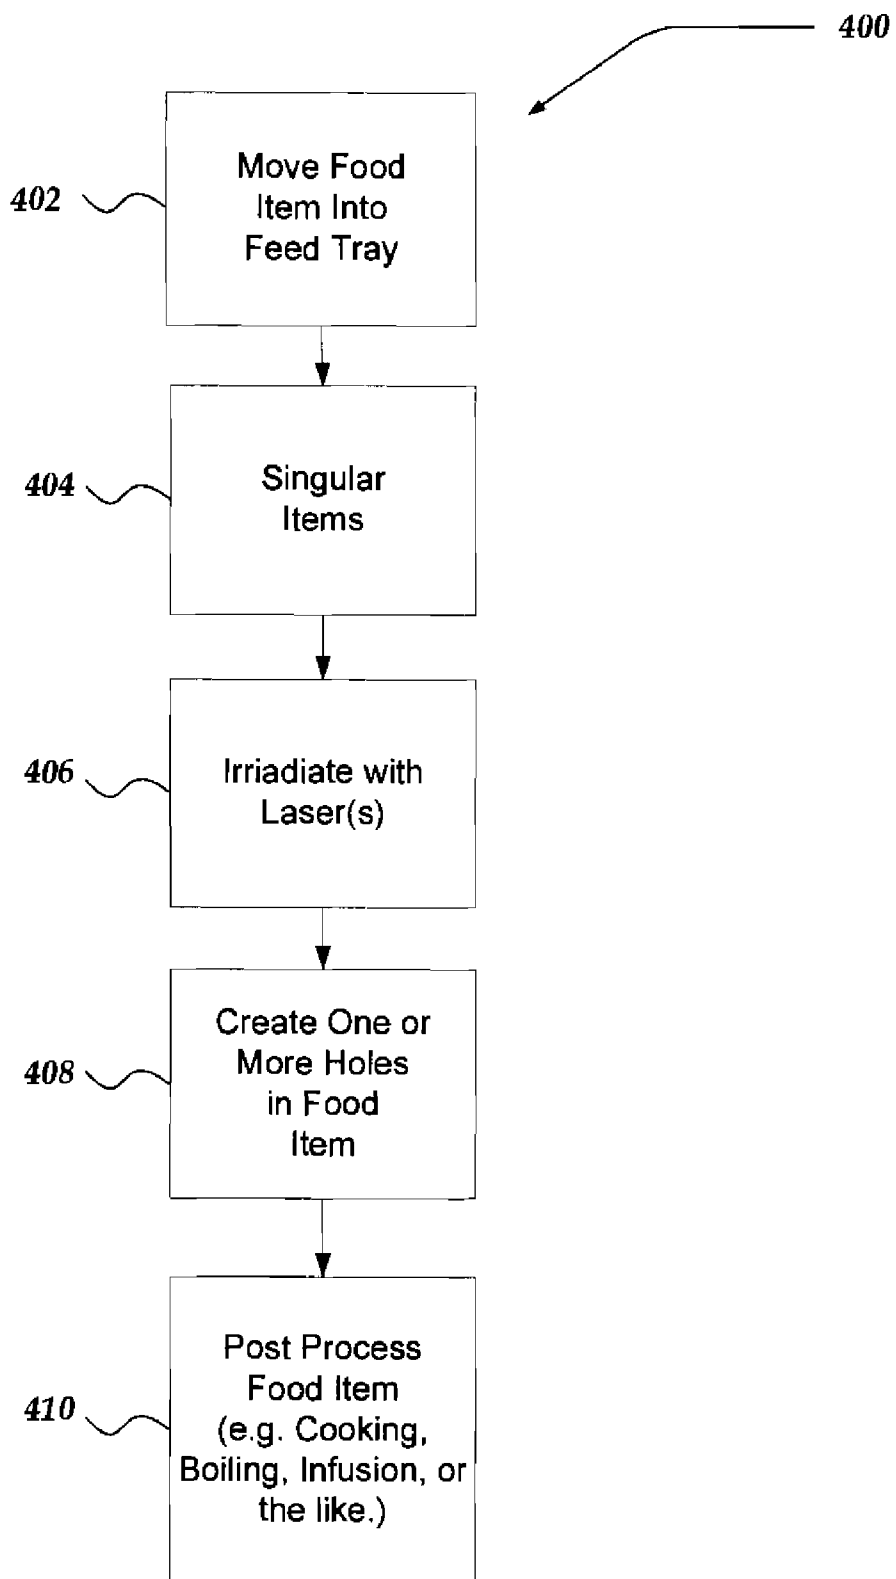 400
402
Move Food
Item Into
Feed Tray
404
Singular
Items
406
Irriadiate with
Laser(s)
408
Create One or
More Holes
in Food
Item
410
Post Process
Food Item
(e.g. Cooking,
Boiling, Infusion, or
the like.)